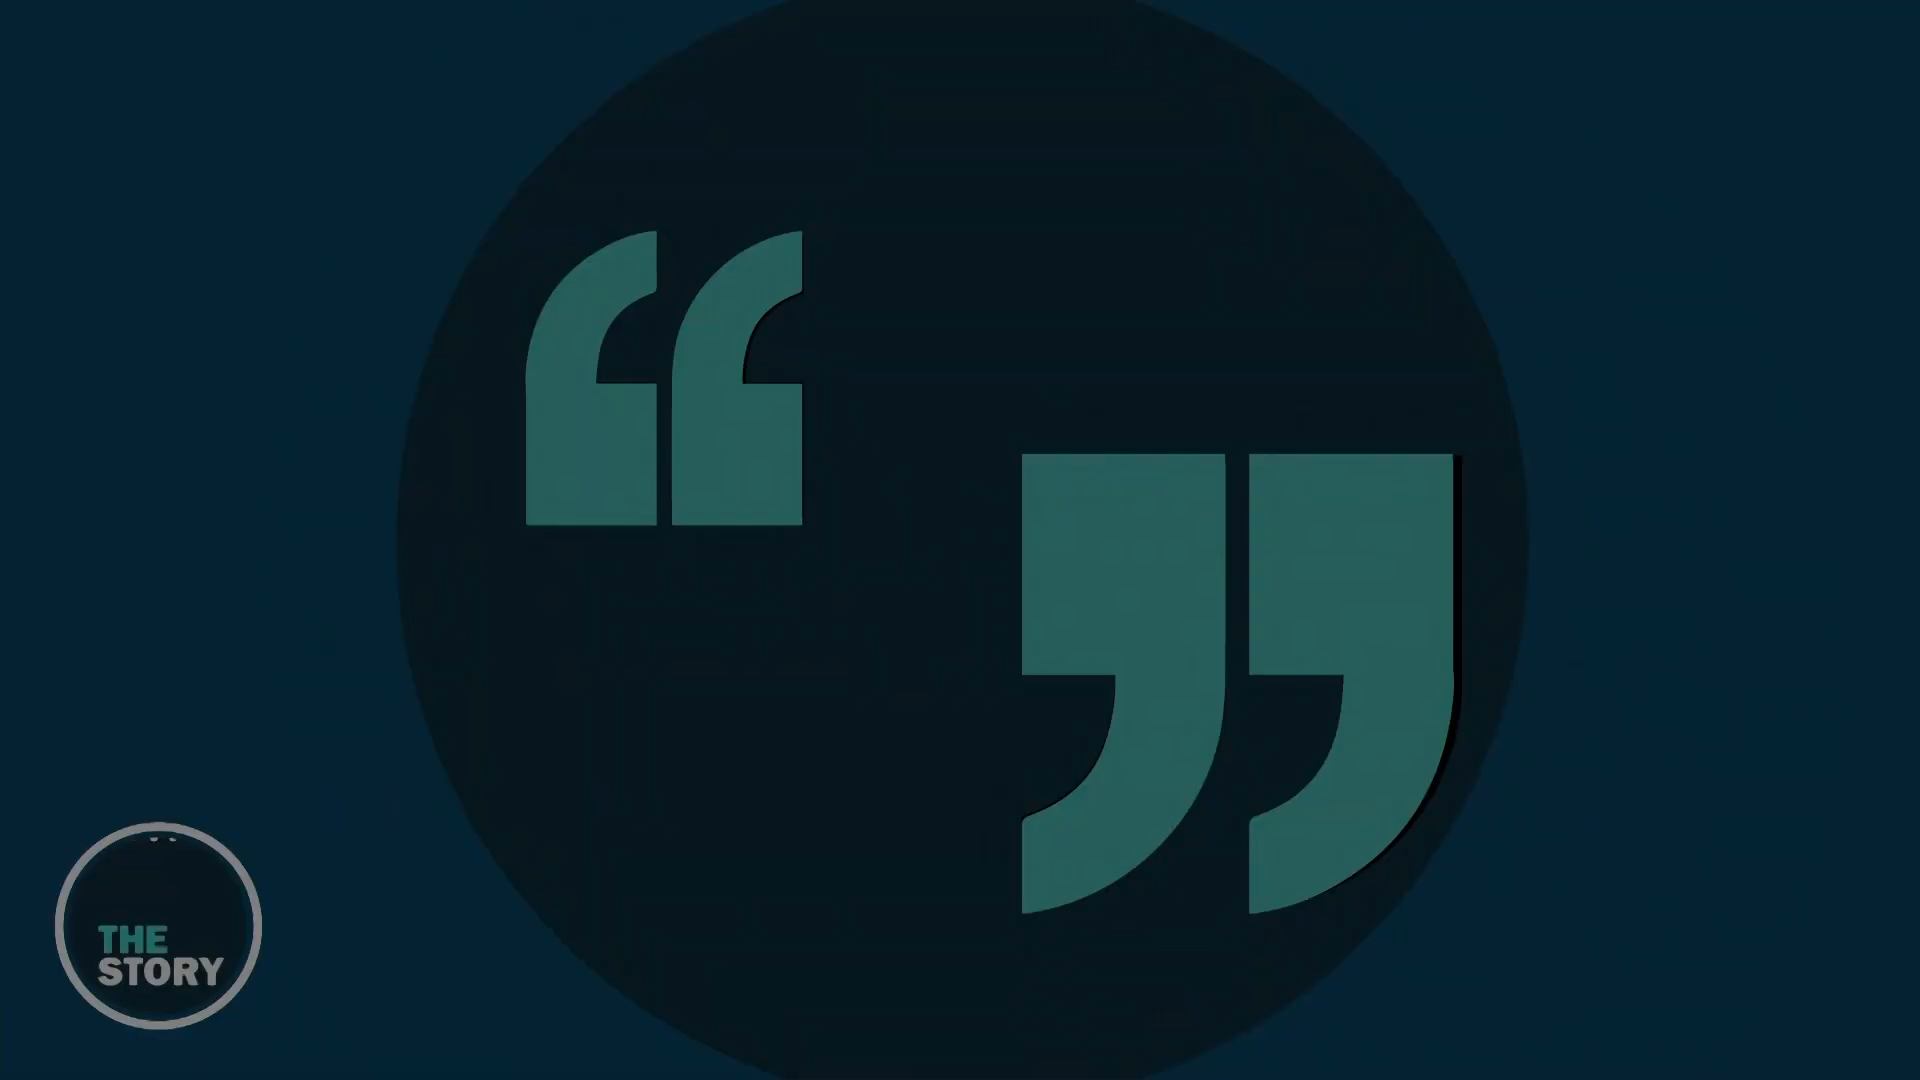 “ ”
THE
STORY